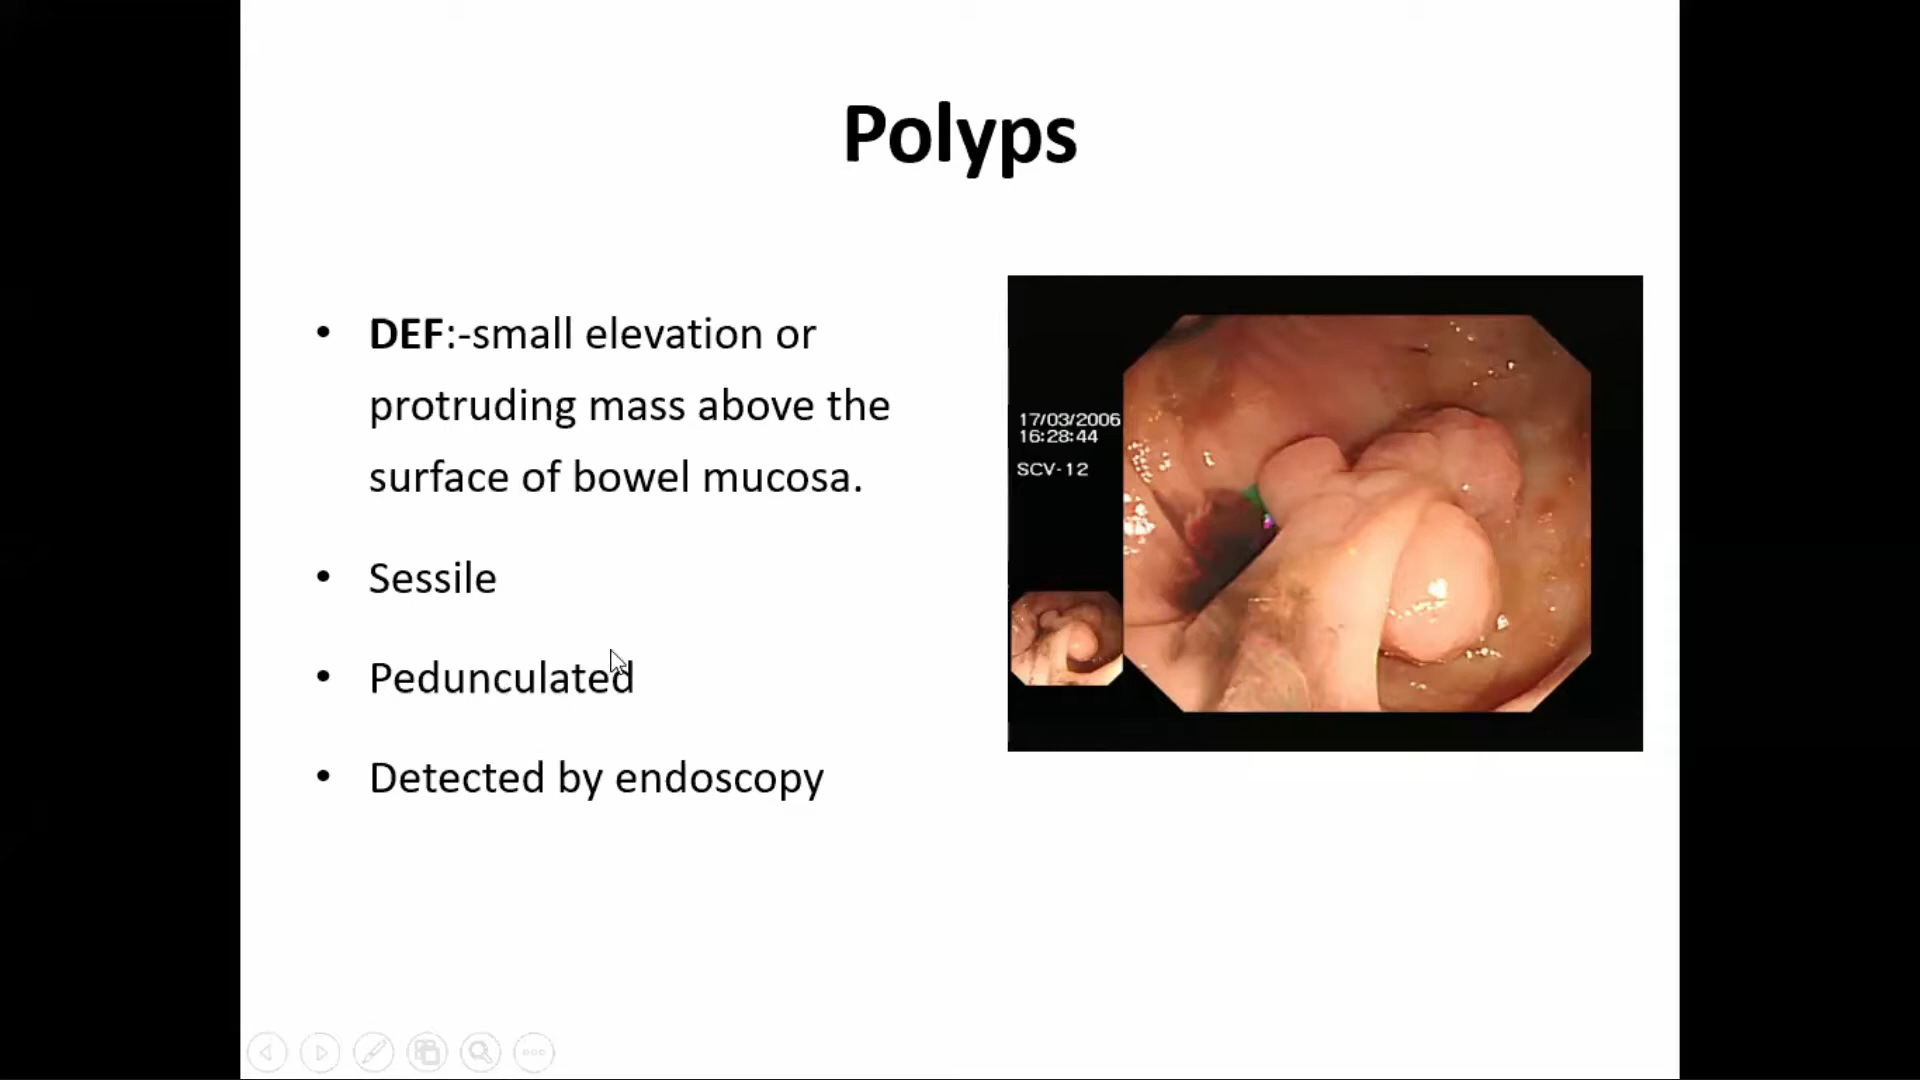 Polyps
• DEF:-small elevation or
protruding mass above the
surface of bowel mucosa.
• Sessile
• Pedunculated
• Detected by endoscopy
17/03/2006
16:28:44
SCV-12